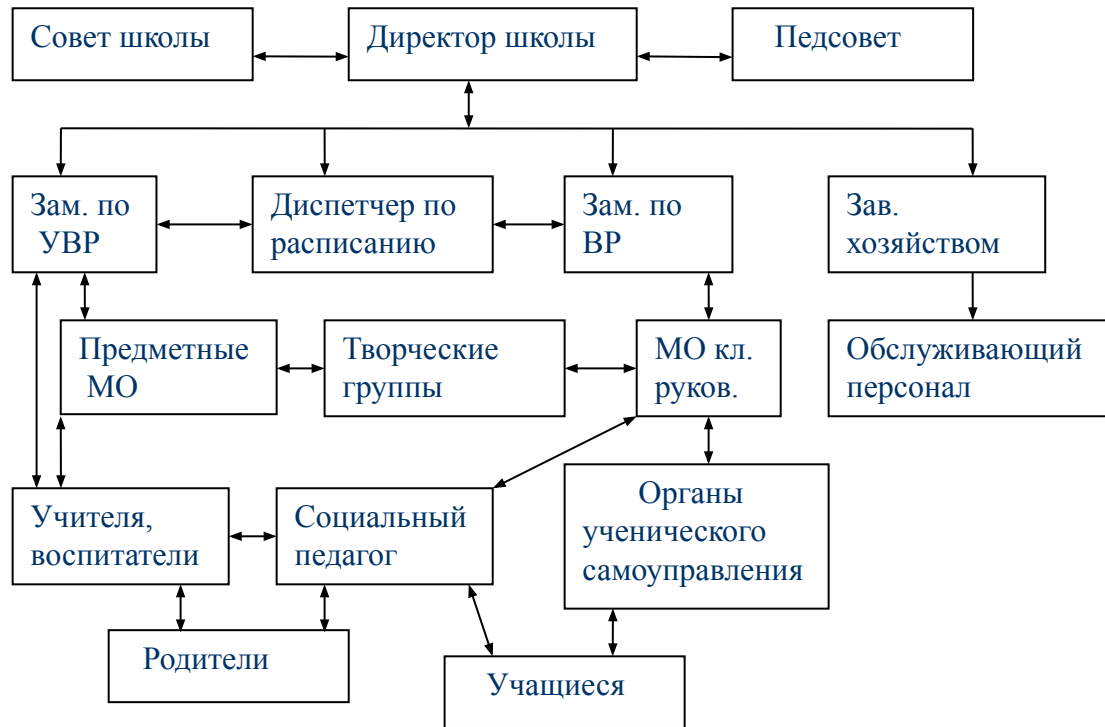 Совет школы
Директор школы
Педсовет
Зам. по
УВР
Диспетчер по
расписанию
Зам. по
ВР
Зав.
хозяйством
Предметные
МО
Творческие
группы
МО кл.
руков.
Обслуживающий
персонал
Учителя,
воспитатели
Социальный
педагог
Органы
ученического
самоуправления
Родители
Учащиеся